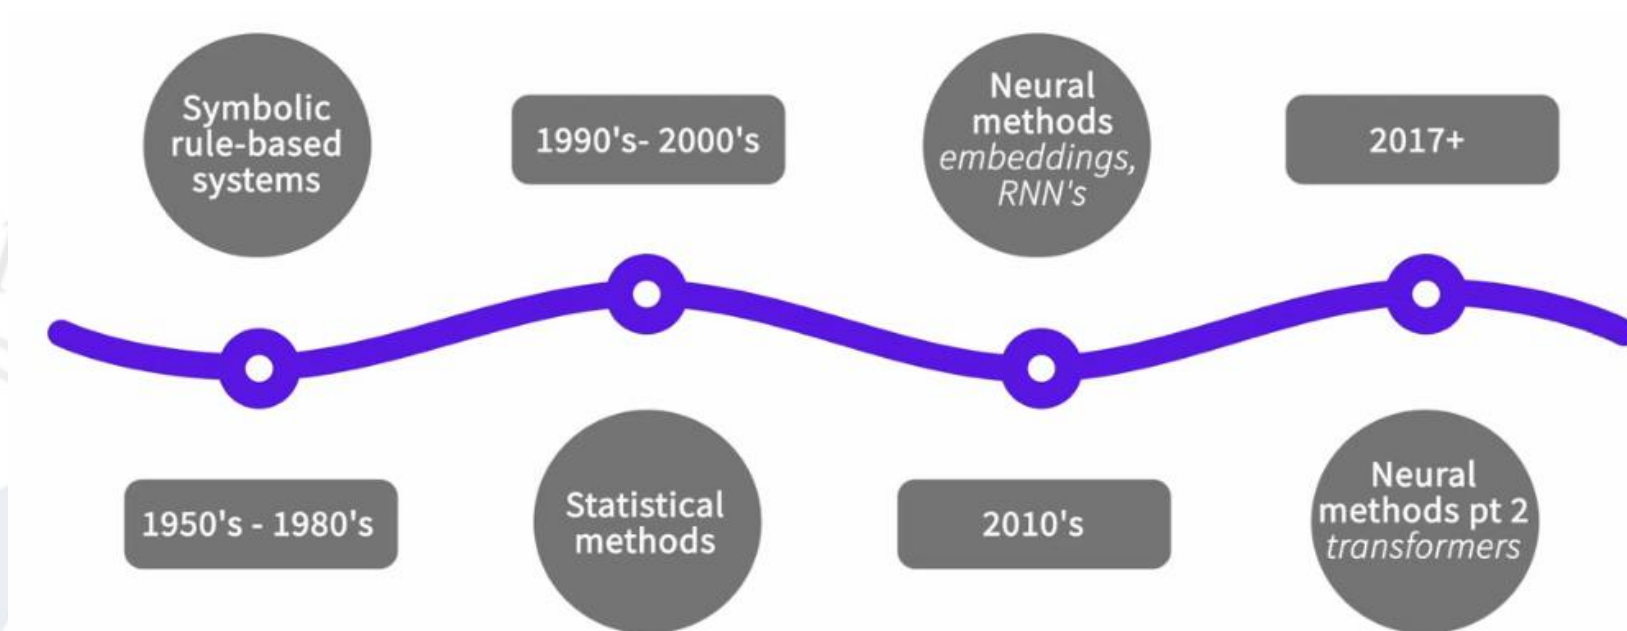 Symbolic
rule-based
systems
1990's- 2000's
Neural
methods
embeddings,
RNN's
2017+
1950's - 1980's
Statistical
methods
2010's
Neural
methods pt 2
transformers